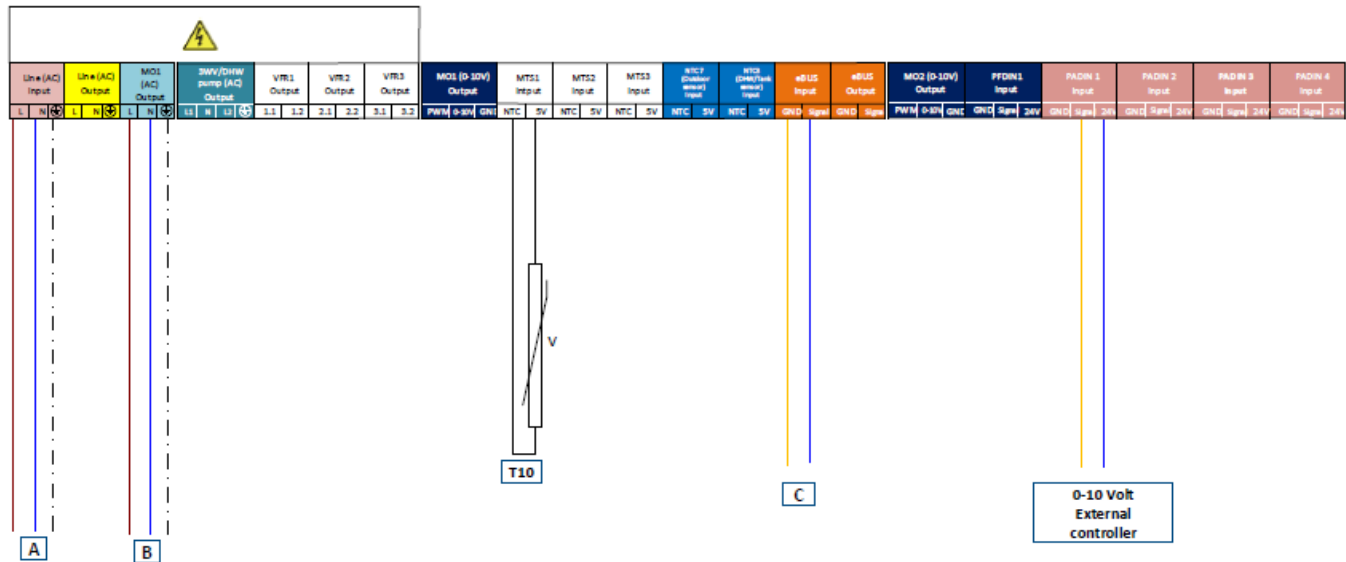 Line (AC)
Input
L N
Line (AC)
Output
L N
MO1
(AC)
Output
L N
3WV/DHW
pump (AC)
Output
L1 N L2
VFR1
Output
1.1 1.2
VFR2
Output
2.1 2.2
VFR3
Output
3.1 3.2
MO1 (0-10V)
Output
PWM 0-10V GND
MTS1
Intput
NTC 5V
MTS2
Input
NTC 5V
MTS3
Input
NTC 5V
NTC7
(Outdoor
sensor)
Input
NTC 5V
(DHW/Tank
sensor)
Input
NTC 5V
eBUS
Input
GND Signal
eBUS
Output
GND Signal
MO2 (0-10V)
Output
PWM 0-10V GND
PFDIN1
Input
GND Signal 24V
PADIN 1
Input
GND Signal 24V
PADIN 2
Input
GND Signal 24V
PADIN 3
Input
GND Signal 24V
PADIN 4
Input
GND Signal 24V
V
T10
C
0-10 Volt
External
controller
A
B